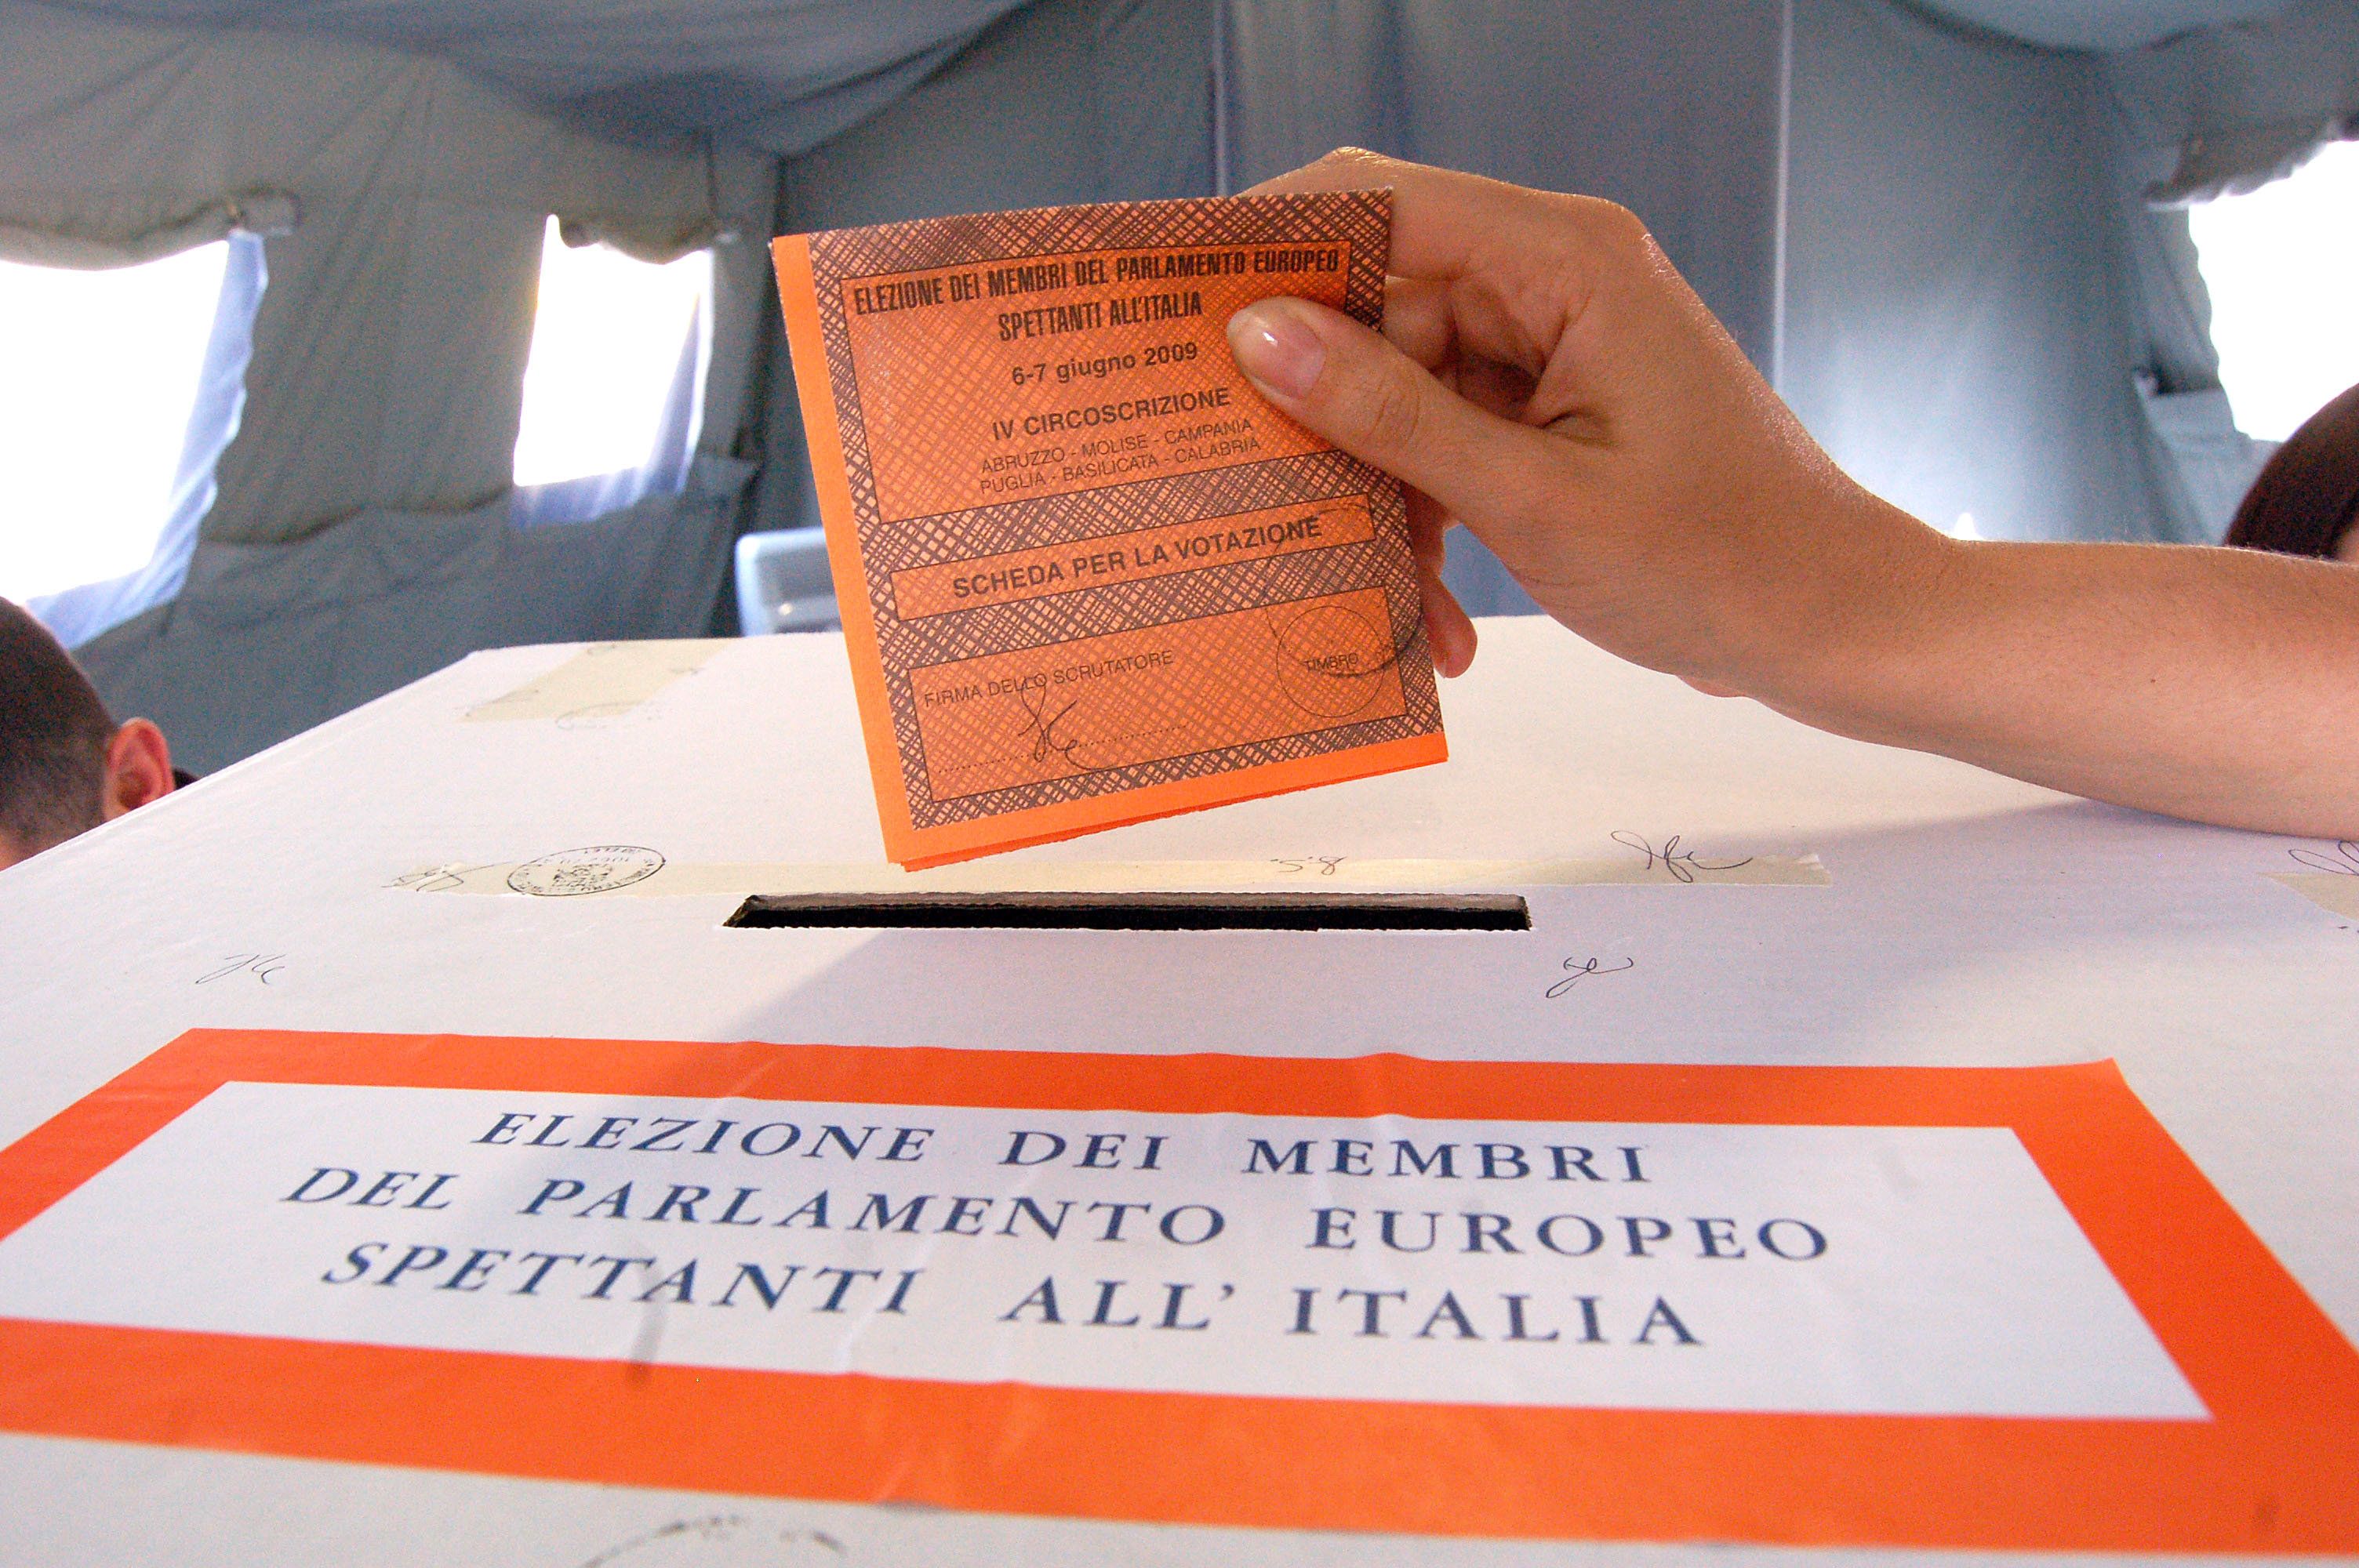 ELEZIONE DEI MEMBRI DEL PARLAMENTO EUROPEO
SPETTANTI ALL'ITALIA
6-7 giugno 2009
IV CIRCOSCRIZIONE
ABRUZZO - MOLISE - CAMPANIA
PUGLIA - BASILICATA - CALABRIA
SCHEDA PER LA VOTAZIONE
FIRMA DELLO SCRUTATORE
TIMBRO
ELEZIONE DEI MEMBRI
DEL PARLAMENTO EUROPEO
SPETTANTI ALL' ITALIA